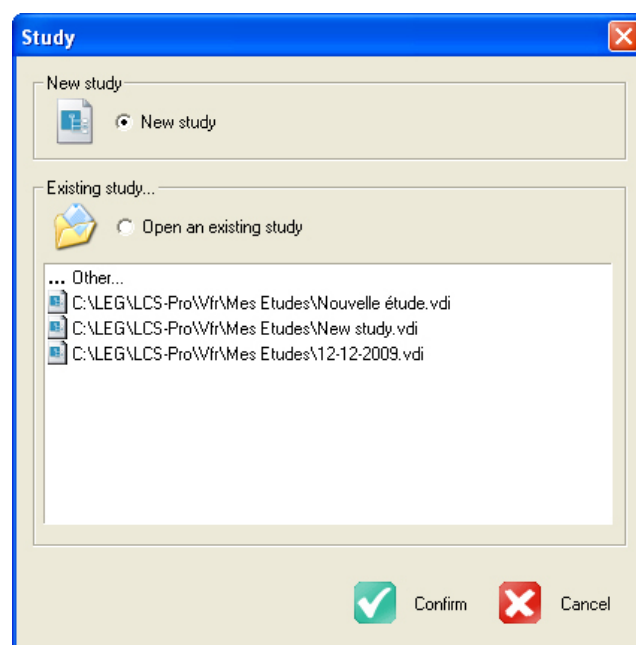 Study
New study
New study
Existing study...
Open an existing study
... Other...
C:\LEG\LCS-Pro\Vfr\Mes Etudes\Nouvelle étude.vdi
C:\LEG\LCS-Pro\Vfr\Mes Etudes\New study.vdi
C:\LEG\LCS-Pro\Vfr\Mes Etudes\12-12-2009.vdi
Confirm Cancel